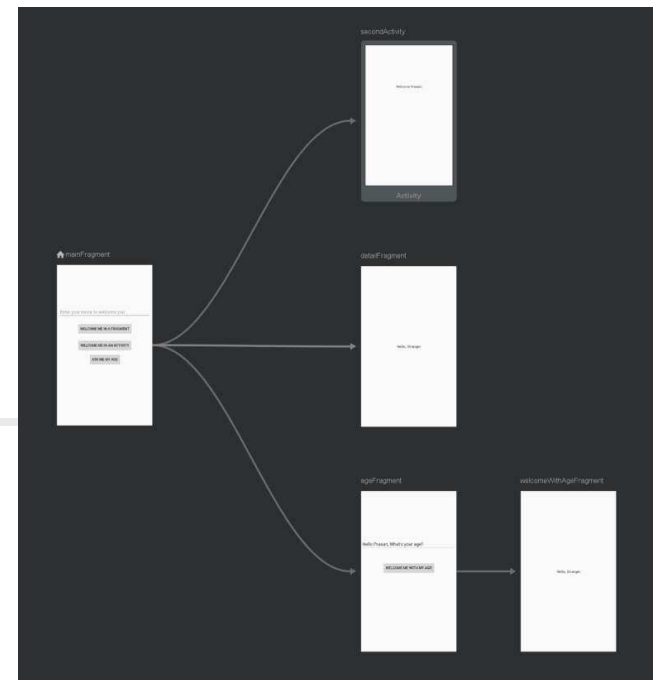 secondActivity
Welcome Prasan!
Activity
mainFragment
Enter your name to welcome you
WELCOME ME IN A FRAGMENT
WELCOME ME IN AN ACTIVITY
ASK ME MY AGE
detailFragment
Hello, Stranger
ageFragment
Hello Prasan, What's your age?
WELCOME ME WITH MY AGE
welcomeWithAgeFragment
Hello, Stranger